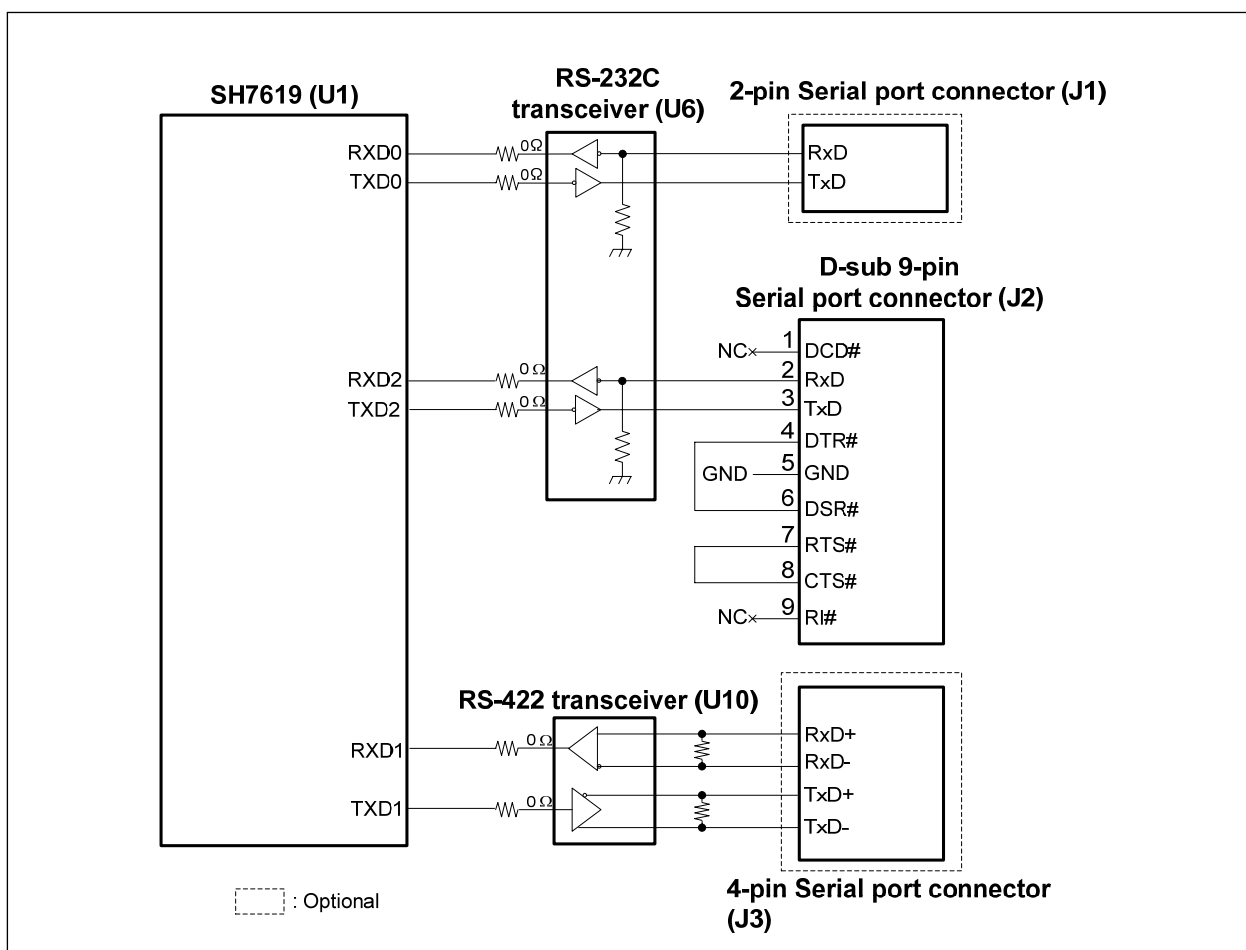 SH7619 (U1)
RS-232C
transceiver (U6)
2-pin Serial port connector (J1)
RXD0
0Ω
RxD
TXD0
0Ω
TxD
D-sub 9-pin
Serial port connector (J2)
NC× 1 DCD#
RXD2
0 Ω
2 RxD
TXD2
0 Ω
3 TxD
4 DTR#
GND 5 GND
6 DSR#
7 RTS#
8 CTS#
NC× 9 RI#
RS-422 transceiver (U10)
RXD1
0 Ω
RxD+
RxD-
TXD1
0 Ω
TxD+
TxD-
4-pin Serial port connector
(J3)
: Optional